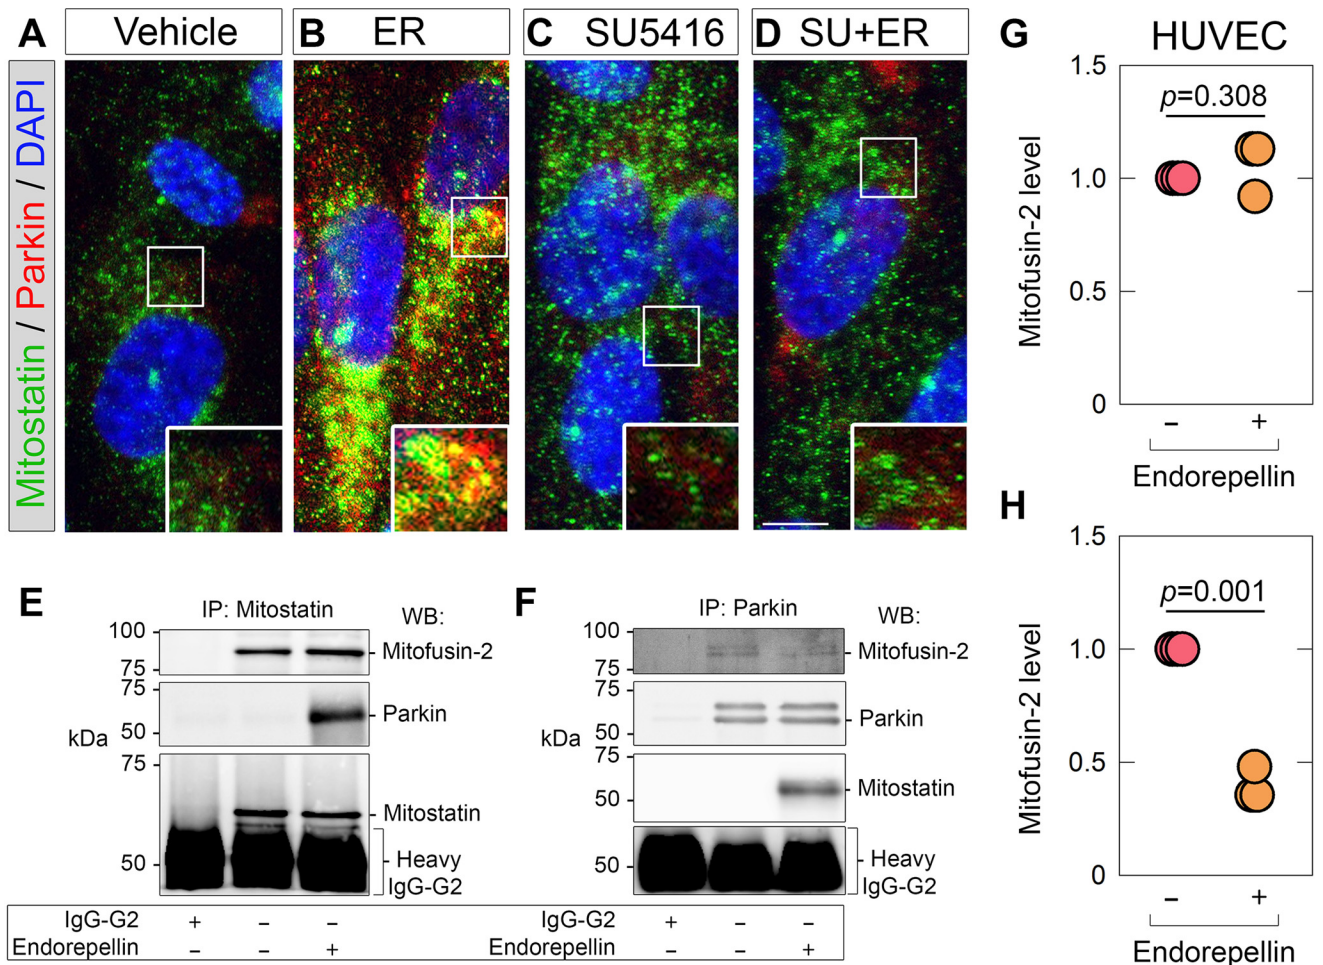 A Vehicle
B ER
C SU5416
D SU+ER
Mitostatin / Parkin / DAPI
G HUVEC
1.5
p=0.308
1.0
0.5
0
Mitofusin-2 level
– +
Endorepellin
H
1.5
p=0.001
1.0
0.5
0
Mitofusin-2 level
– +
Endorepellin
E
IP: Mitostatin
WB:
100
Mitofusin-2
75
75
Parkin
50
kDa
75
Mitostatin
50
Heavy
IgG-G2
IgG-G2 + – –
Endorepellin – – +
F
IP: Parkin
WB:
100
Mitofusin-2
75
75
Parkin
50
kDa
75
Mitostatin
50
50
Heavy
IgG-G2
IgG-G2 + – –
Endorepellin – – +